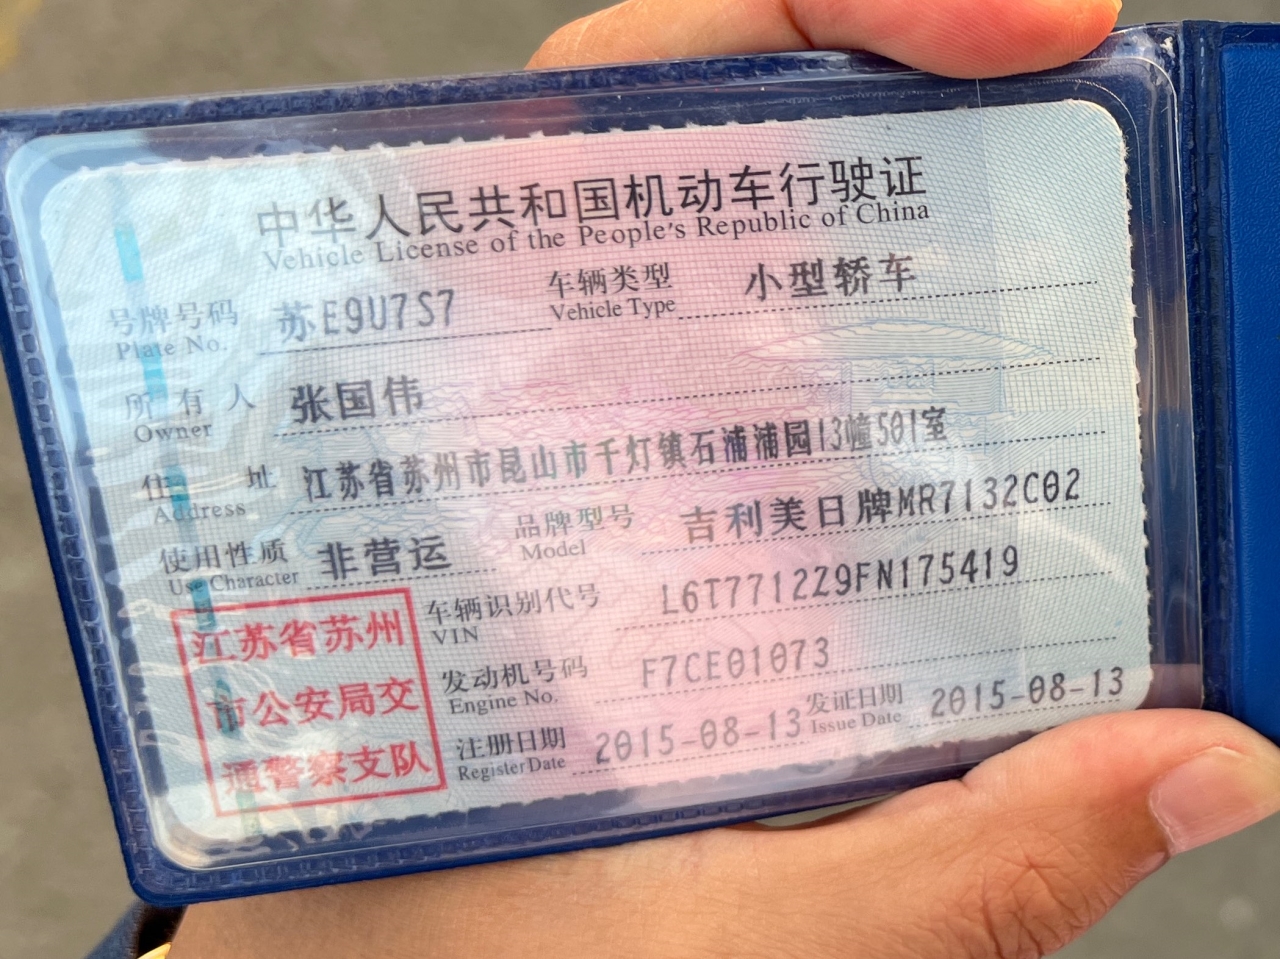 中华人民共和国机动车行驶证
Vehicle License of the People's Republic of China
号牌号码 苏E9U7S7 车辆类型 小型轿车
Plate No. Vehicle Type
所有人 张国伟
Owner
住址 江苏省苏州市昆山市千灯镇石浦浦园13幢501室
Address
使用性质 非营运 品牌型号 吉利美日牌MR7132C02
Use Character Model
江苏省苏州
市公安局交
通警察支队
车辆识别代号 L6T7712Z9FN175419
VIN
发动机号码 F7CE01073
Engine No.
注册日期 2015-08-13 发证日期 2015-08-13
Register Date Issue Date